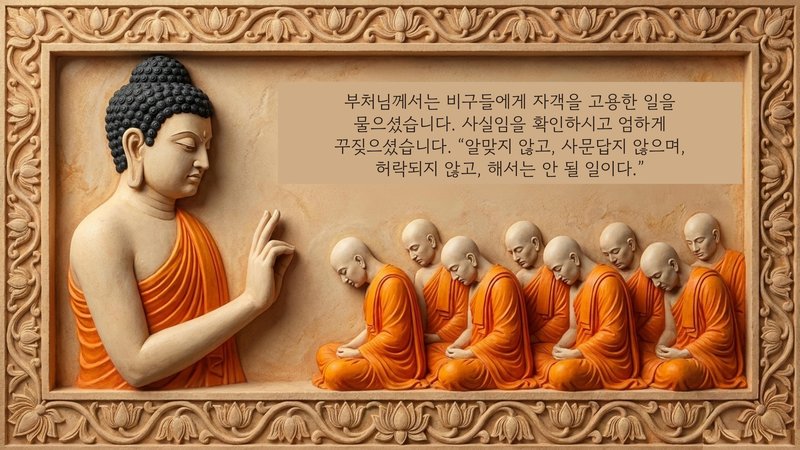 부처님께서는 비구들에게 자객을 고용한 일을
물으셨습니다. 사실임을 확인하시고 엄하게
꾸짖으셨습니다. “알맞지 않고, 사문답지 않으며,
허락되지 않고, 해서는 안 될 일이다.”